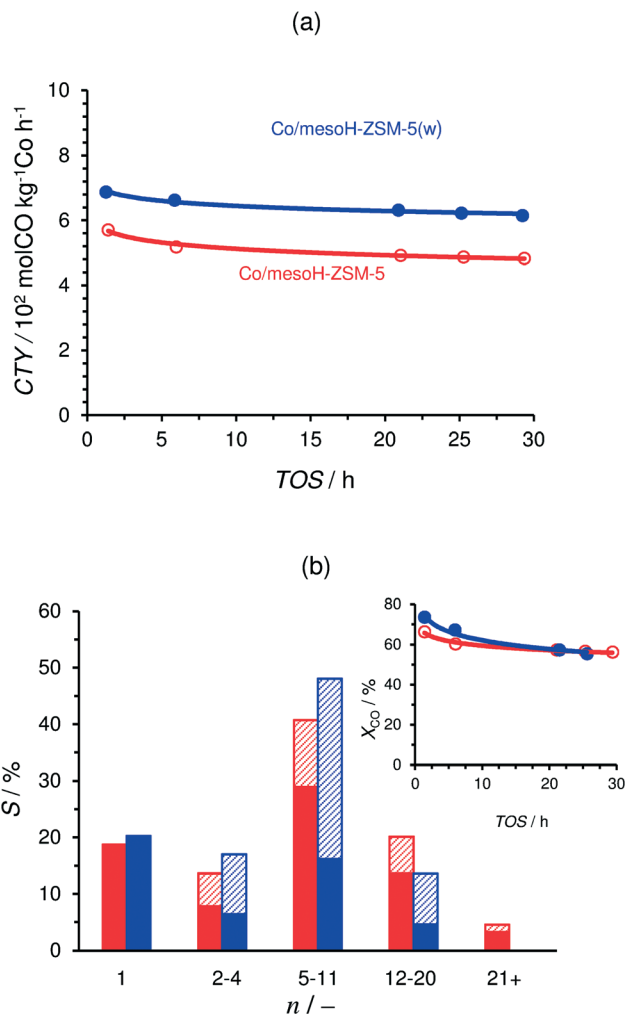 (a)
10
8
6
4
2
0
CTY / 10² molCO kg⁻¹Co h⁻¹
Co/mesoH-ZSM-5(w)
Co/mesoH-ZSM-5
0 5 10 15 20 25 30
TOS / h
(b)
60
50
40
30
20
10
0
S / %
80
60
40
20
0
X_CO / %
0 10 20 30
TOS / h
1 2-4 5-11 12-20 21+
n / –